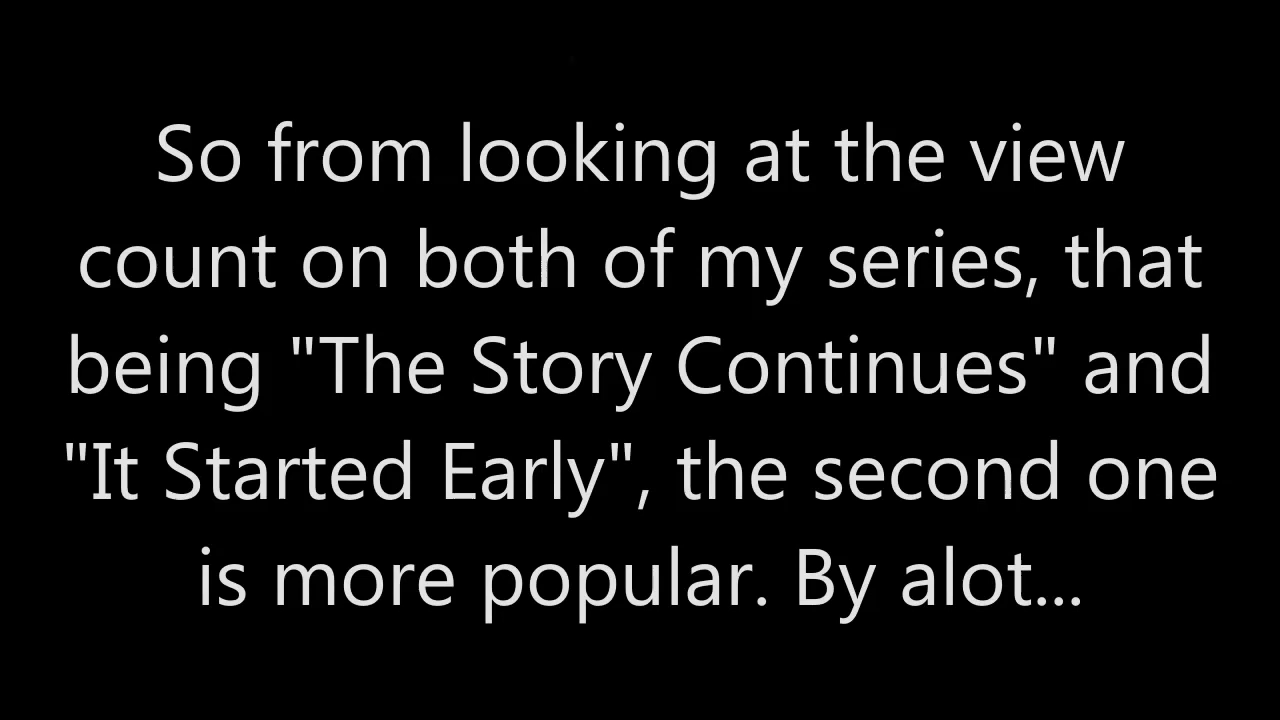 So from looking at the view
count on both of my series, that
being "The Story Continues" and
"It Started Early", the second one
is more popular. By alot...